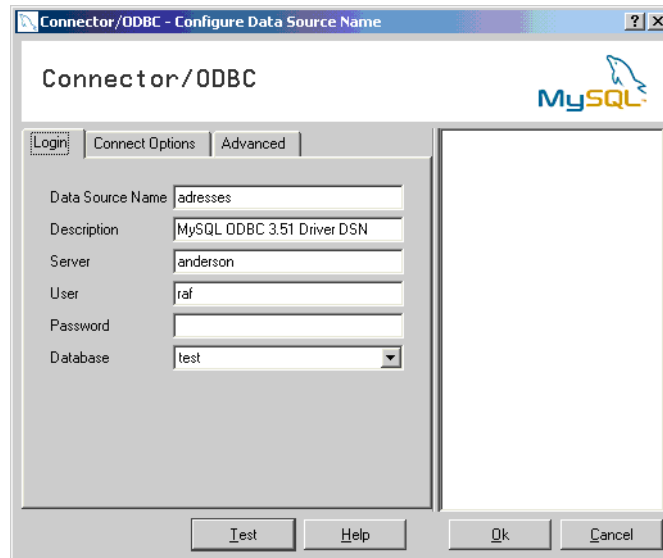 Connector/ODBC - Configure Data Source Name
Connector/ODBC
MySQL
Login Connect Options Advanced
Data Source Name adresses
Description MySQL ODBC 3.51 Driver DSN
Server anderson
User raf
Password
Database test
Test Help Ok Cancel